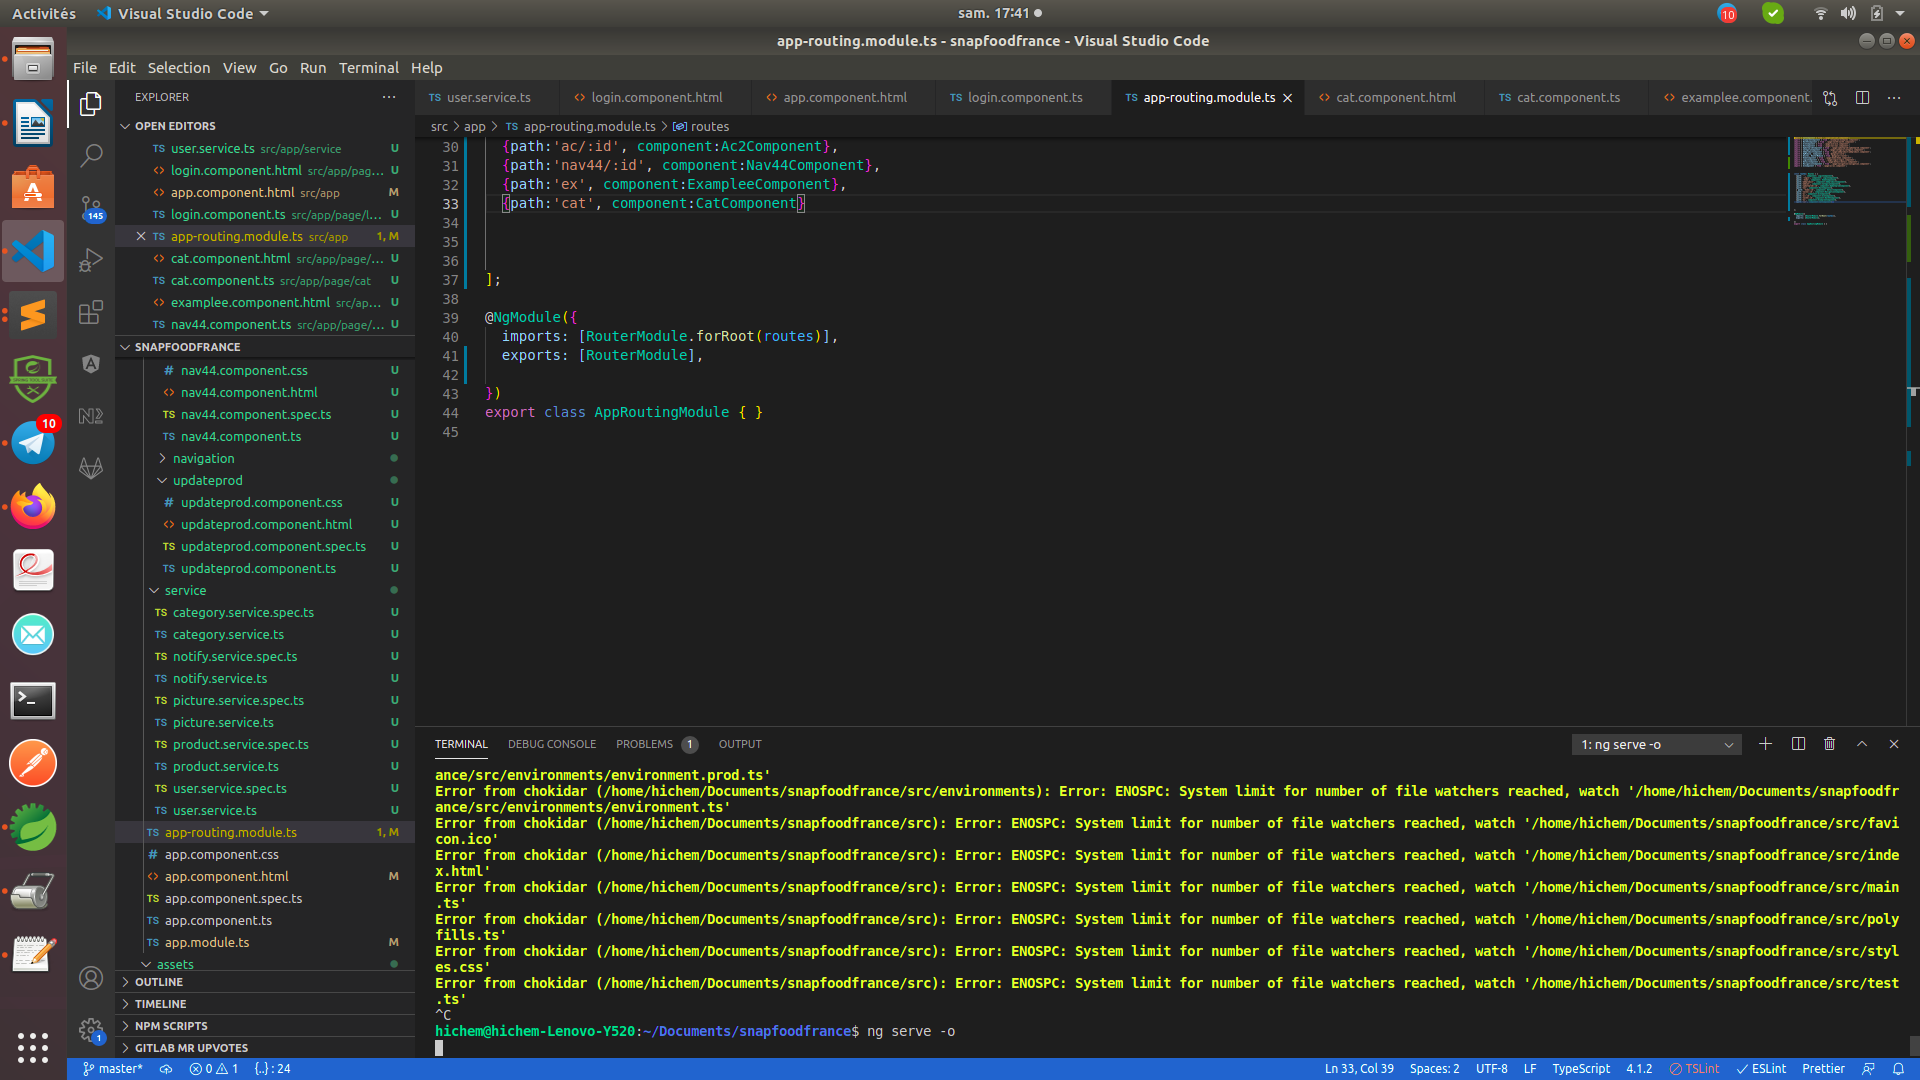 Activités
Visual Studio Code
sam. 17:41
10
app-routing.module.ts - snapfoodfrance - Visual Studio Code
File Edit Selection View Go Run Terminal Help
EXPLORER
OPEN EDITORS
TS user.service.ts src/app/service U
login.component.html src/app/pag... U
app.component.html src/app M
TS login.component.ts src/app/page/l... U
TS app-routing.module.ts src/app 1, M
cat.component.html src/app/page/... U
TS cat.component.ts src/app/page/cat U
examplee.component.html src/ap... U
TS nav44.component.ts src/app/page/... U
SNAPFOODFRANCE
# nav44.component.css U
nav44.component.html U
TS nav44.component.spec.ts U
TS nav44.component.ts U
navigation
updateprod
# updateprod.component.css U
updateprod.component.html U
TS updateprod.component.spec.ts U
TS updateprod.component.ts U
service
TS category.service.spec.ts U
TS category.service.ts U
TS notify.service.spec.ts U
TS notify.service.ts U
TS picture.service.spec.ts U
TS picture.service.ts U
TS product.service.spec.ts U
TS product.service.ts U
TS user.service.spec.ts U
TS user.service.ts U
TS app-routing.module.ts 1, M
# app.component.css
app.component.html M
TS app.component.spec.ts
TS app.component.ts
TS app.module.ts M
assets
OUTLINE
TIMELINE
NPM SCRIPTS
GITLAB MR UPVOTES
145
10
1
TS user.service.ts
login.component.html
app.component.html
TS login.component.ts
TS app-routing.module.ts
cat.component.html
TS cat.component.ts
examplee.component.
src > app > TS app-routing.module.ts > routes
30 {path:'ac/:id', component:Ac2Component},
31 {path:'nav44/:id', component:Nav44Component},
32 {path:'ex', component:ExampleeComponent},
33 {path:'cat', component:CatComponent}
34
35
36
37 ];
38
39 @NgModule({
40 imports: [RouterModule.forRoot(routes)],
41 exports: [RouterModule],
42
43 })
44 export class AppRoutingModule { }
45
TERMINAL DEBUG CONSOLE PROBLEMS 1 OUTPUT
1: ng serve -o
ance/src/environments/environment.prod.ts'
Error from chokidar (/home/hichem/Documents/snapfoodfrance/src/environments): Error: ENOSPC: System limit for number of file watchers reached, watch '/home/hichem/Documents/snapfoodfr
ance/src/environments/environment.ts'
Error from chokidar (/home/hichem/Documents/snapfoodfrance/src): Error: ENOSPC: System limit for number of file watchers reached, watch '/home/hichem/Documents/snapfoodfrance/src/favi
con.ico'
Error from chokidar (/home/hichem/Documents/snapfoodfrance/src): Error: ENOSPC: System limit for number of file watchers reached, watch '/home/hichem/Documents/snapfoodfrance/src/inde
x.html'
Error from chokidar (/home/hichem/Documents/snapfoodfrance/src): Error: ENOSPC: System limit for number of file watchers reached, watch '/home/hichem/Documents/snapfoodfrance/src/main
.ts'
Error from chokidar (/home/hichem/Documents/snapfoodfrance/src): Error: ENOSPC: System limit for number of file watchers reached, watch '/home/hichem/Documents/snapfoodfrance/src/poly
fills.ts'
Error from chokidar (/home/hichem/Documents/snapfoodfrance/src): Error: ENOSPC: System limit for number of file watchers reached, watch '/home/hichem/Documents/snapfoodfrance/src/styl
es.css'
Error from chokidar (/home/hichem/Documents/snapfoodfrance/src): Error: ENOSPC: System limit for number of file watchers reached, watch '/home/hichem/Documents/snapfoodfrance/src/test
.ts'
^C
hichem@hichem-Lenovo-Y520:~/Documents/snapfoodfrance$ ng serve -o
master* 0 1 {..} : 24
Ln 33, Col 39 Spaces: 2 UTF-8 LF TypeScript 4.1.2 TSLint ESLint Prettier